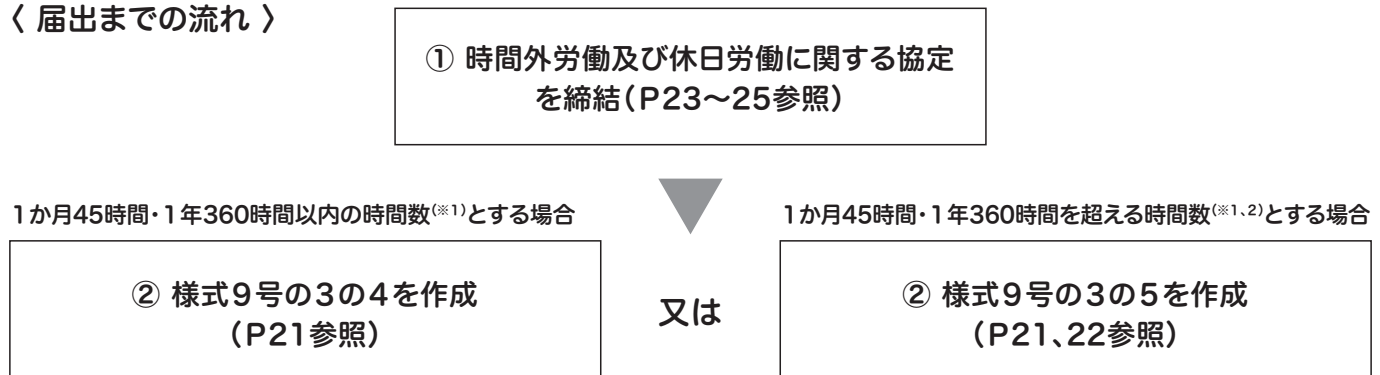 〈 届出までの流れ 〉
① 時間外労働及び休日労働に関する協定
を締結（P23～25参照）
1か月45時間・1年360時間以内の時間数(※1)とする場合
② 様式9号の3の4を作成
（P21参照）
又は
1か月45時間・1年360時間を超える時間数(※1、2)とする場合
② 様式9号の3の5を作成
（P21、22参照）